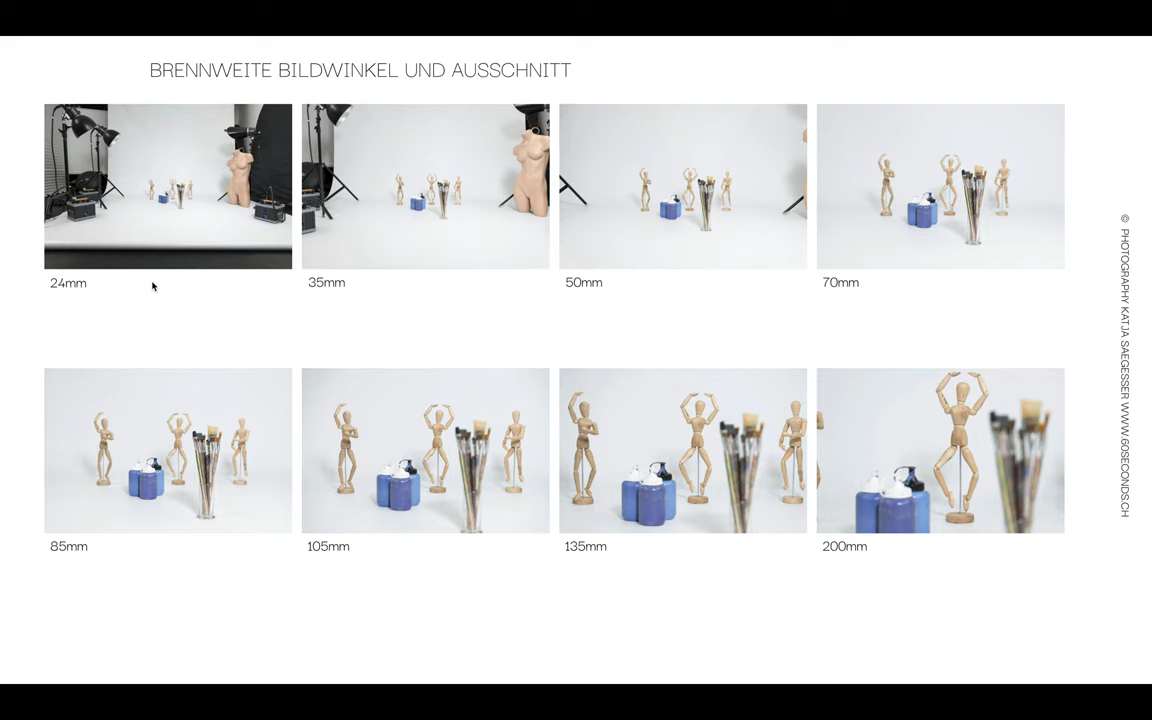 BRENNWEITE BILDWINKEL UND AUSSCHNITT
24mm
35mm
50mm
70mm
85mm
105mm
135mm
200mm
© PHOTOGRAPHY KATJA SAEGESSER WWW.60SECONDS.CH